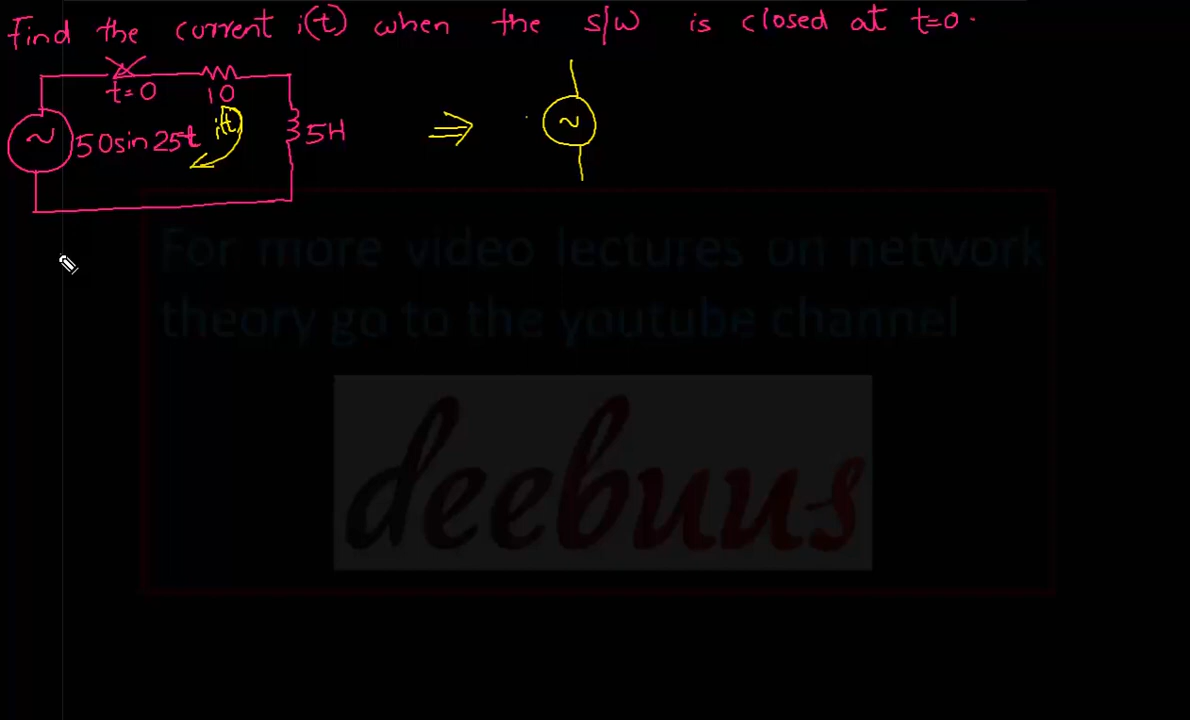 Find the current i(t) when the s/w is closed at t=0.
t=0
10
50sin25t
i(t)
5H
⇒
For more video lectures on network
theory go to the youtube channel
deebuus